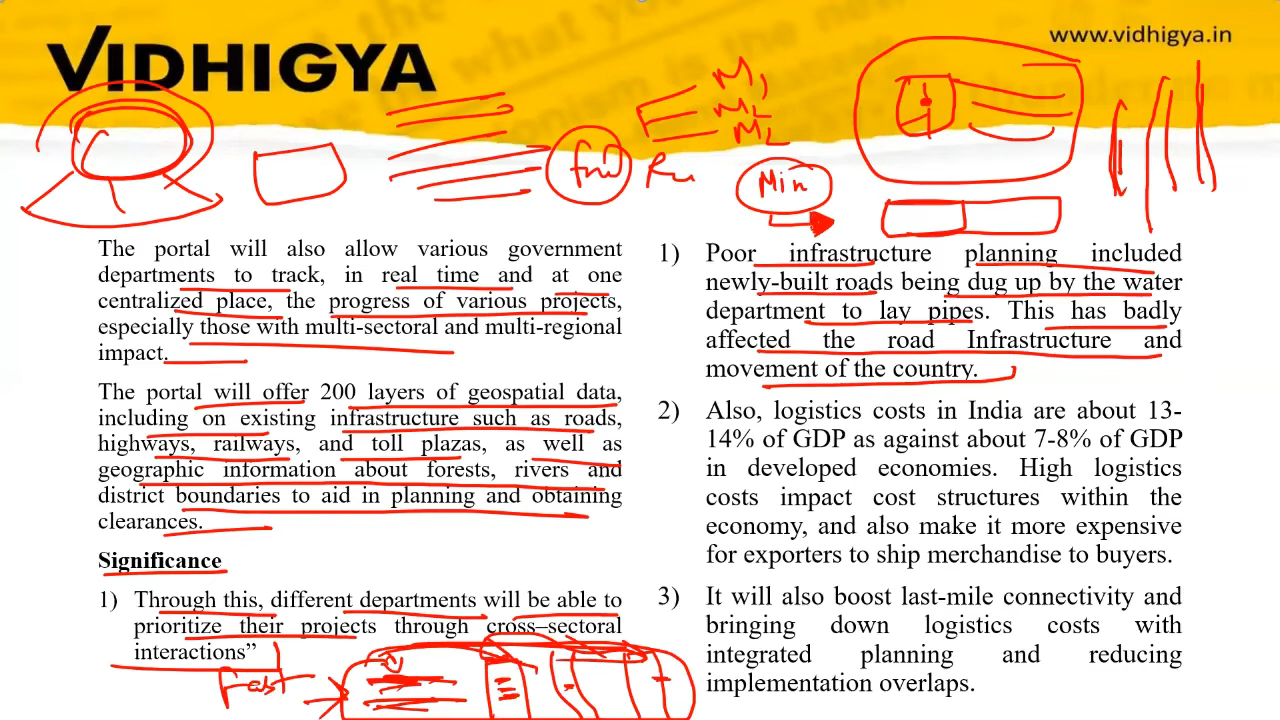 VIDHIGYA
www.vidhigya.in
M1
M2
M2
Min
The portal will also allow various government
departments to track, in real time and at one
centralized place, the progress of various projects,
especially those with multi-sectoral and multi-regional
impact.
The portal will offer 200 layers of geospatial data,
including on existing infrastructure such as roads,
highways, railways, and toll plazas, as well as
geographic information about forests, rivers and
district boundaries to aid in planning and obtaining
clearances.
Significance
1) Through this, different departments will be able to
prioritize their projects through cross–sectoral
interactions”
Fast
1) Poor infrastructure planning included
newly-built roads being dug up by the water
department to lay pipes. This has badly
affected the road Infrastructure and
movement of the country.
2) Also, logistics costs in India are about 13-
14% of GDP as against about 7-8% of GDP
in developed economies. High logistics
costs impact cost structures within the
economy, and also make it more expensive
for exporters to ship merchandise to buyers.
3) It will also boost last-mile connectivity and
bringing down logistics costs with
integrated planning and reducing
implementation overlaps.